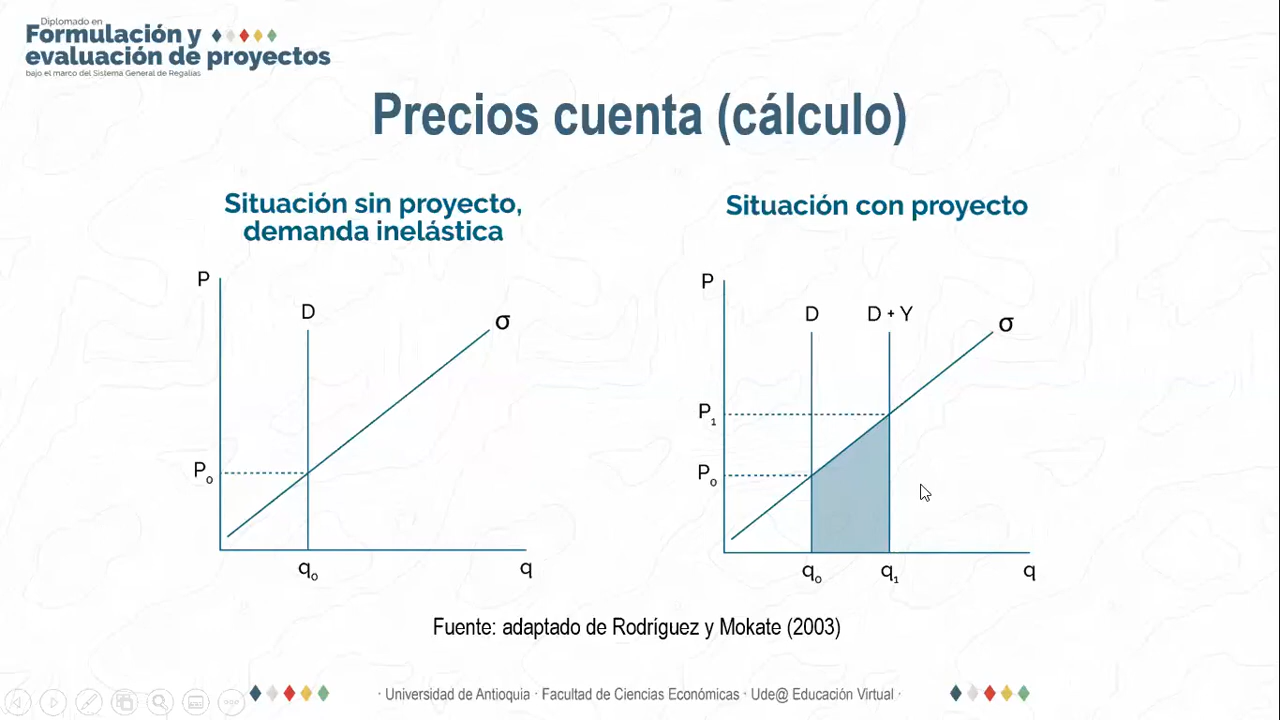 Diplomado en
Formulación y
evaluación de proyectos
bajo el marco del Sistema General de Regalías
Precios cuenta (cálculo)
Situación sin proyecto,
demanda inelástica
P
D
σ
P₀
q₀
q
Situación con proyecto
P
D
D + Y
σ
P₁
P₀
q₀
q₁
q
Fuente: adaptado de Rodríguez y Mokate (2003)
· Universidad de Antioquia · Facultad de Ciencias Económicas · Ude@ Educación Virtual ·